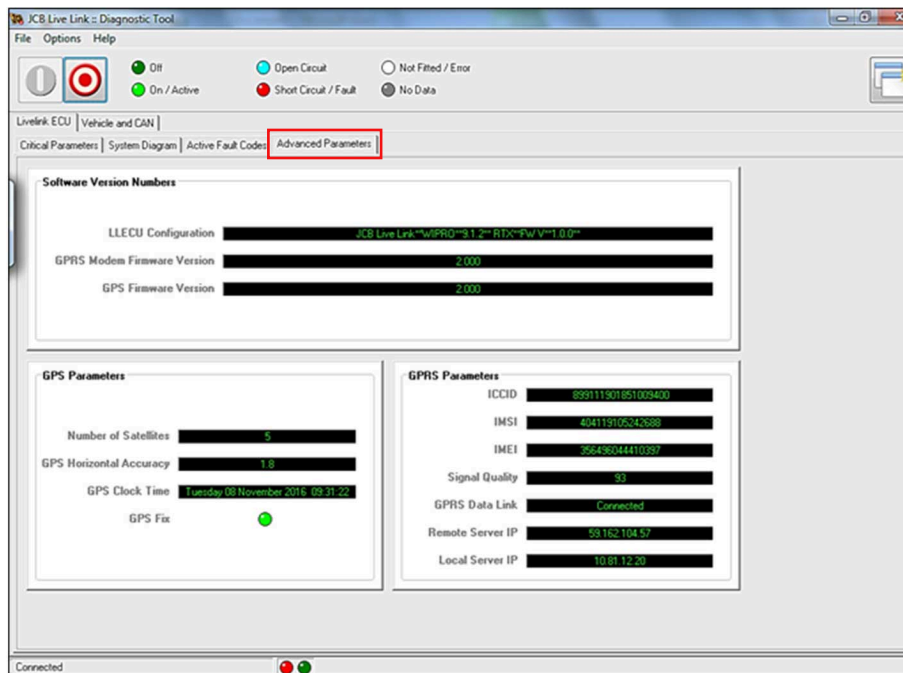 JCB Live Link :: Diagnostic Tool
File Options Help
Off Open Circuit Not Fitted / Error
On / Active Short Circuit / Fault No Data
Livelink ECU Vehicle and CAN
Critical Parameters System Diagram Active Fault Codes Advanced Parameters
Software Version Numbers
LLECU Configuration JCB Live Link**WIPRO**9.1.2** RTX**FW V**1.0.0**
GPRS Modem Firmware Version 2.000
GPS Firmware Version 2.000
GPS Parameters
Number of Satellites 5
GPS Horizontal Accuracy 1.8
GPS Clock Time Tuesday 08 November 2016 09:31:22
GPS Fix
GPRS Parameters
ICCID 899111901851009400
IMSI 404119105242688
IMEI 356496044410397
Signal Quality 93
GPRS Data Link Connected
Remote Server IP 59.162.104.57
Local Server IP 10.81.12.20
Connected